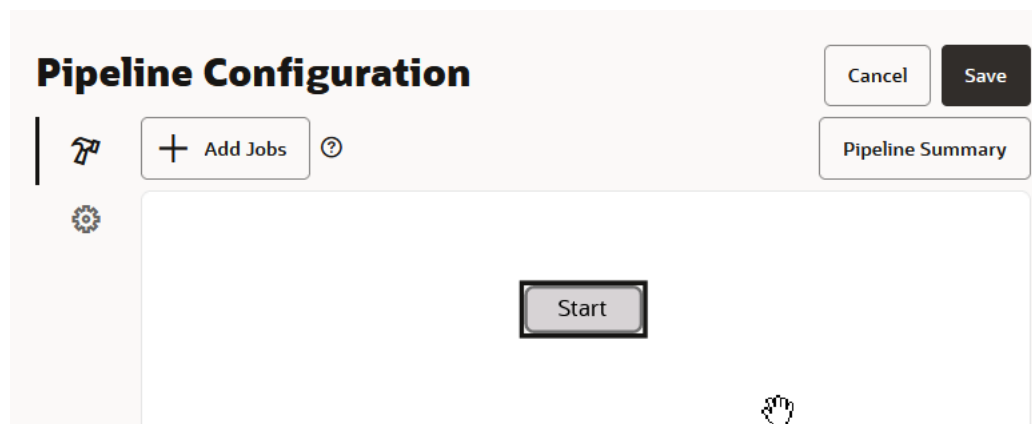 Pipeline Configuration
Cancel
Save
Add Jobs
Pipeline Summary
Start